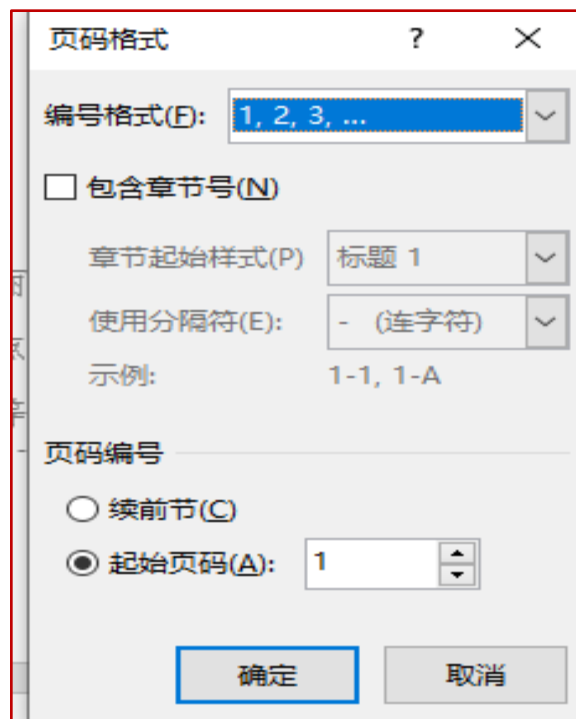 页码格式 ?
编号格式(F): 1, 2, 3, ...
包含章节号(N)
章节起始样式(P) 标题 1
使用分隔符(E): - (连字符)
示例: 1-1, 1-A
页码编号
续前节(C)
起始页码(A): 1
确定 取消